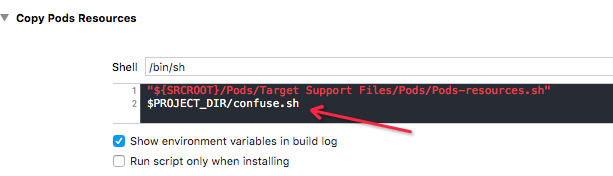 Copy Pods Resources
Shell /bin/sh
1 "${SRCROOT}/Pods/Target Support Files/Pods/Pods-resources.sh"
2 $PROJECT_DIR/confuse.sh
Show environment variables in build log
Run script only when installing